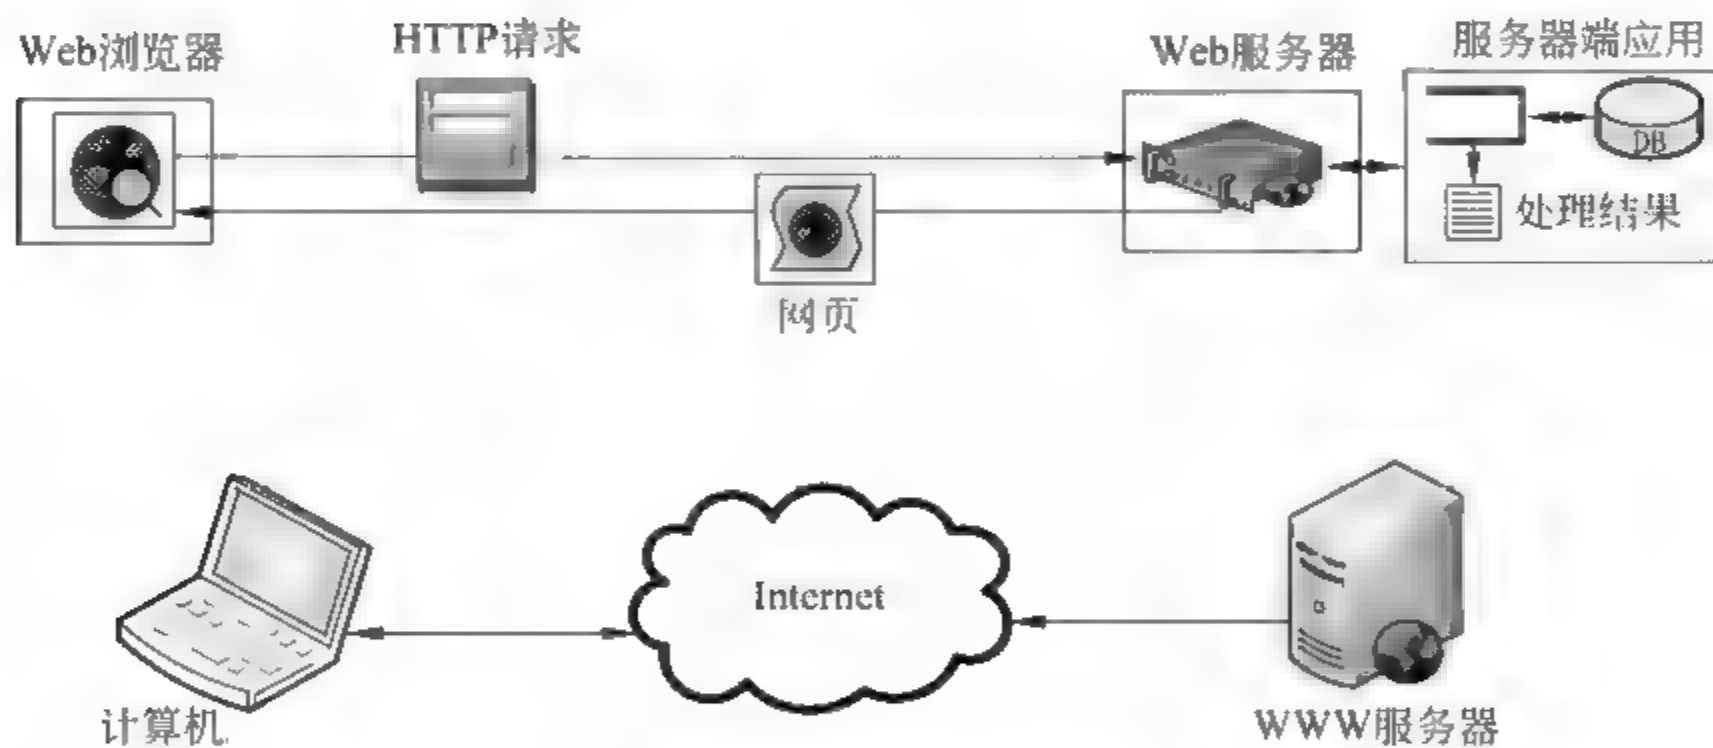 Web浏览器
HTTP请求
Web服务器
服务器端应用
DB
处理结果
网页
Internet
计算机
WWW服务器